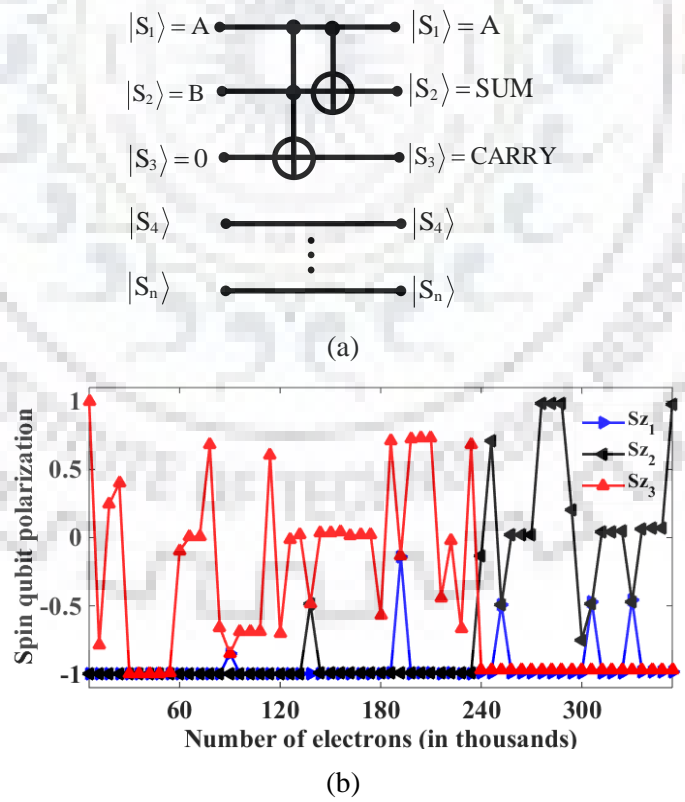 |S₁⟩ = A |S₁⟩ = A
|S₂⟩ = B |S₂⟩ = SUM
|S₃⟩ = 0 |S₃⟩ = CARRY
|S₄⟩ |S₄⟩
|Sₙ⟩ |Sₙ⟩
(a)
Spin qubit polarization
1
0.5
0
-0.5
-1
Sz₁
Sz₂
Sz₃
60 120 180 240 300
Number of electrons (in thousands)
(b)